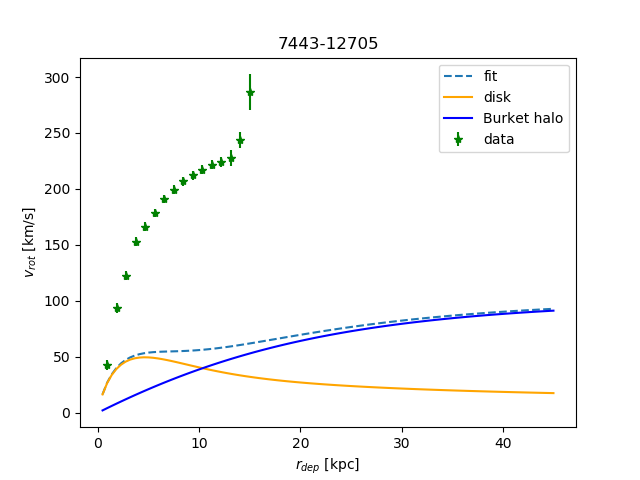 7443-12705
300
250
200
150
100
50
0
v_rot [km/s]
0 10 20 30 40
r_dep [kpc]
fit
disk
Burket halo
data